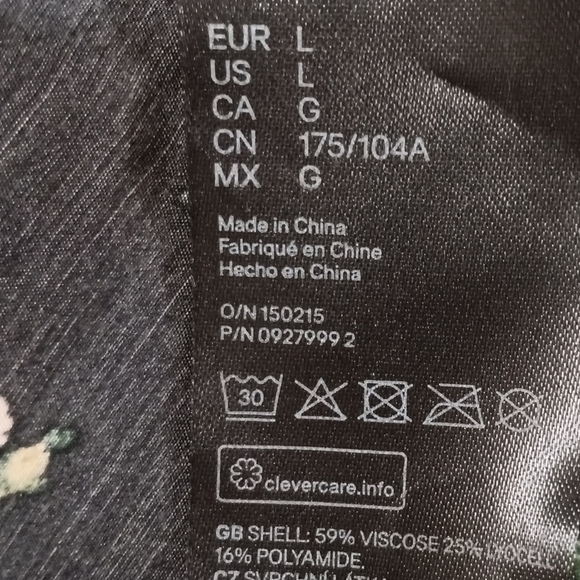 EUR L
US L
CA G
CN 175/104A
MX G
Made in China
Fabriqué en Chine
Hecho en China
O/N 150215
P/N 0927999 2
30
clevercare.info
GB SHELL: 59% VISCOSE 25%
16% POLYAMIDE.
CZ